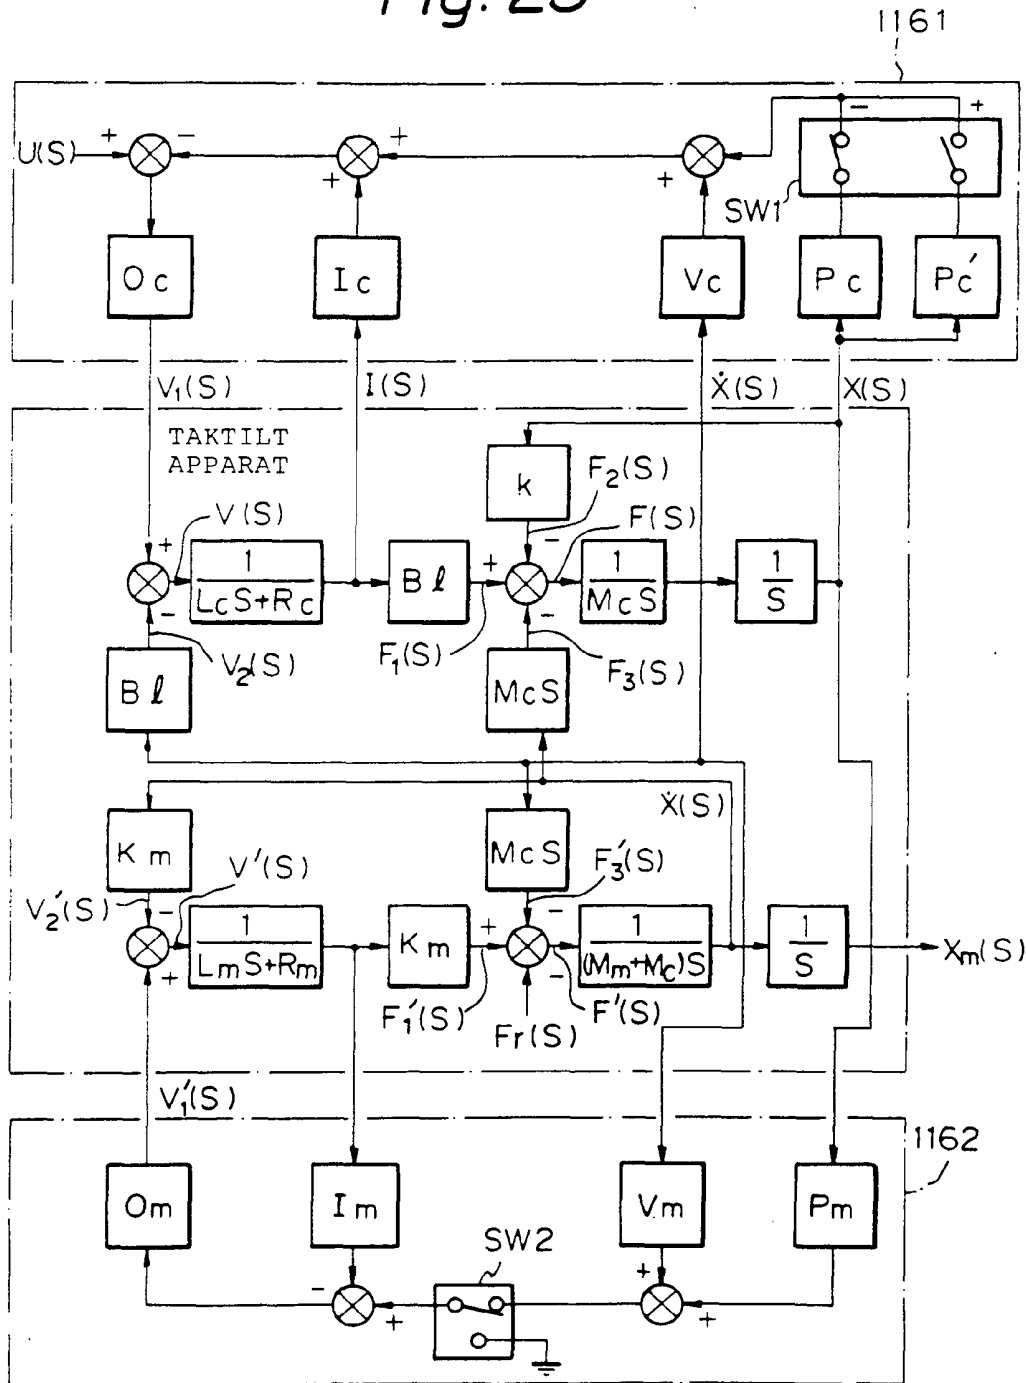 Fig. 25
1161
U(S) + - + + + - +
SW1
Oc Ic Vc Pc Pc′
V₁(S) I(S) Ẋ(S) X(S)
TAKTILT
APPARAT
k
F₂(S)
V(S) F(S)
+ 1/(LcS+Rc) Bℓ + - 1/(McS) 1/S
- -
V₂(S) F₁(S) F₃(S)
Bℓ McS
Ẋ(S)
Km McS
V′(S) F₃′(S)
V₂′(S) - -
1/(LmS+Rm) Km + 1/((Mm+Mc)S) 1/S Xm(S)
+ -
F₁′(S) F′(S)
Fr(S)
V₁′(S)
1162
Om Im Vm Pm
SW2
- + + +